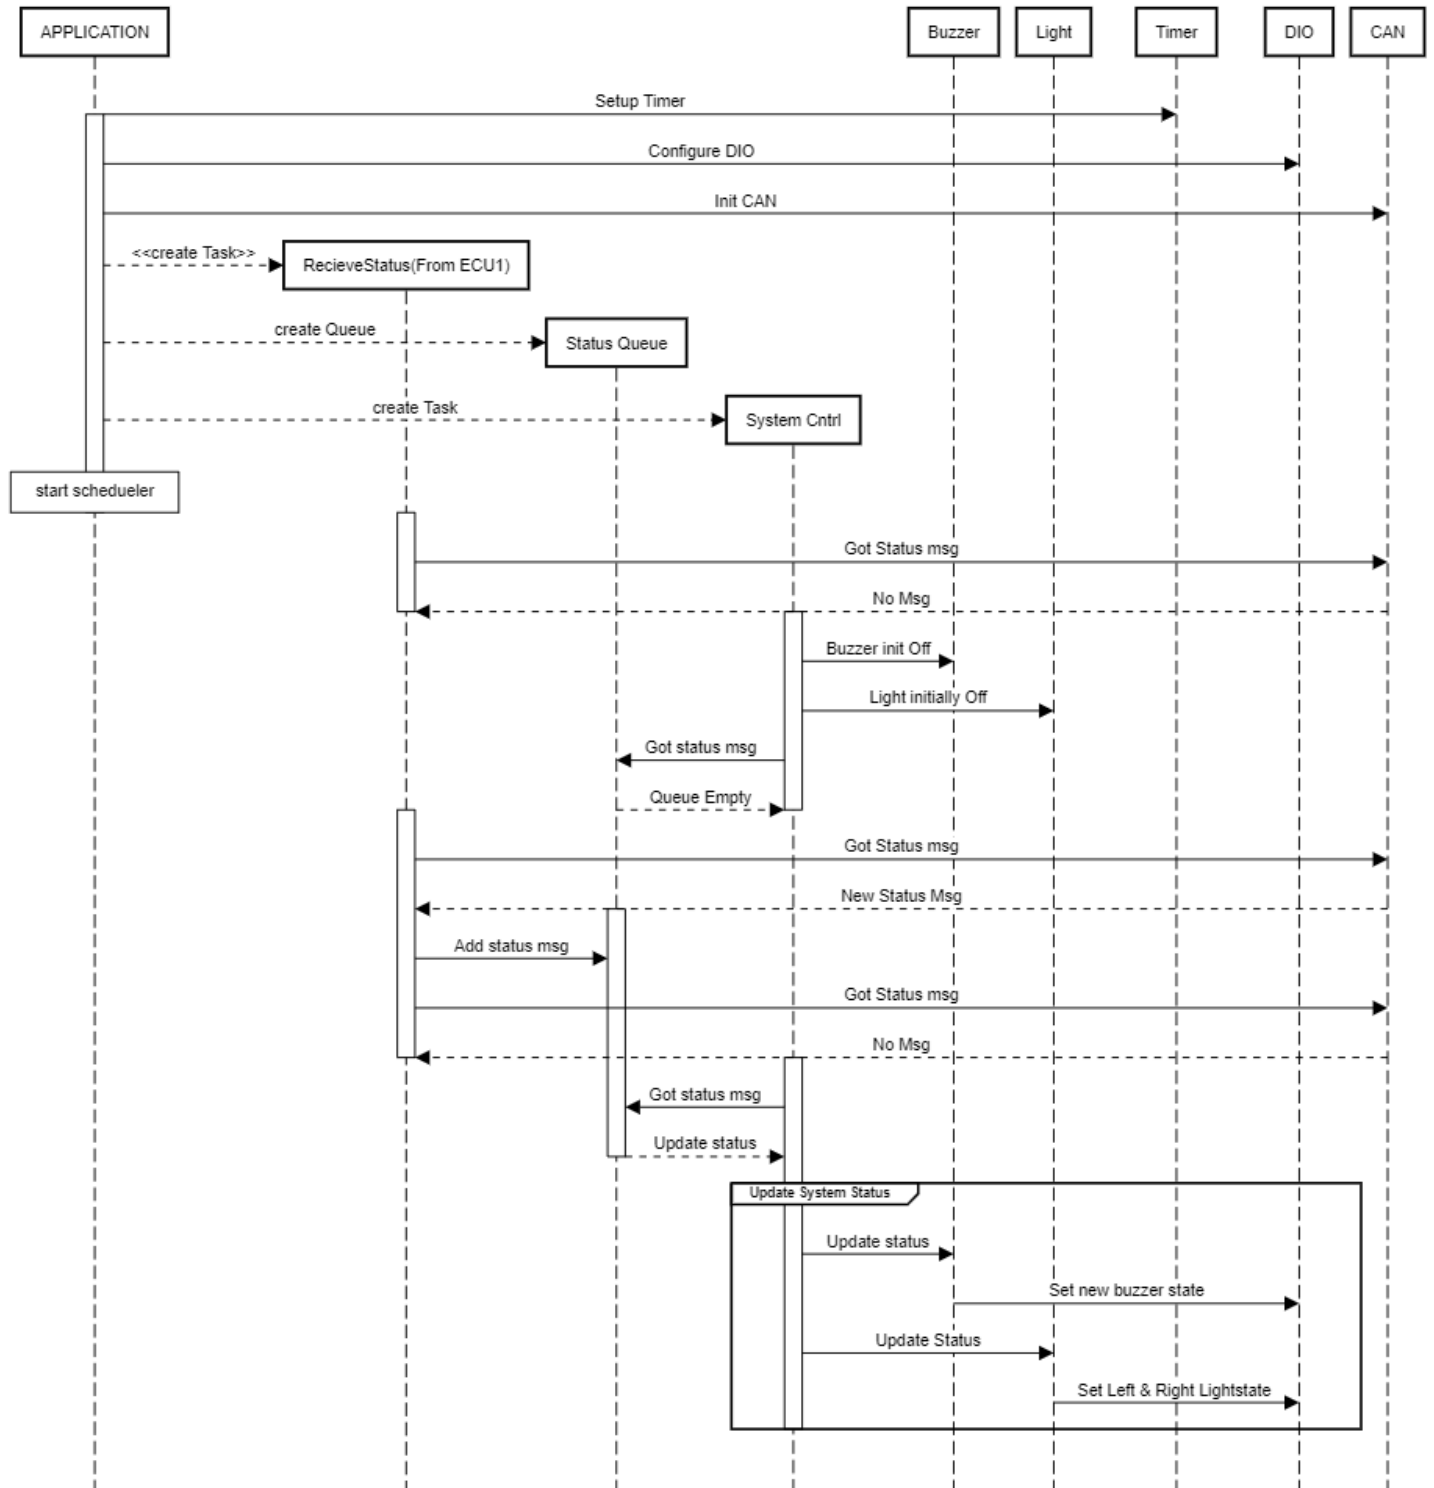 APPLICATION
Buzzer
Light
Timer
DIO
CAN
Setup Timer
Configure DIO
Init CAN
<<create Task>>
RecieveStatus(From ECU1)
create Queue
Status Queue
create Task
System Cntrl
start schedueler
Got Status msg
No Msg
Buzzer init Off
Light initially Off
Got status msg
Queue Empty
Got Status msg
New Status Msg
Add status msg
Got Status msg
No Msg
Got status msg
Update status
Update System Status
Update status
Set new buzzer state
Update Status
Set Left & Right Lightstate